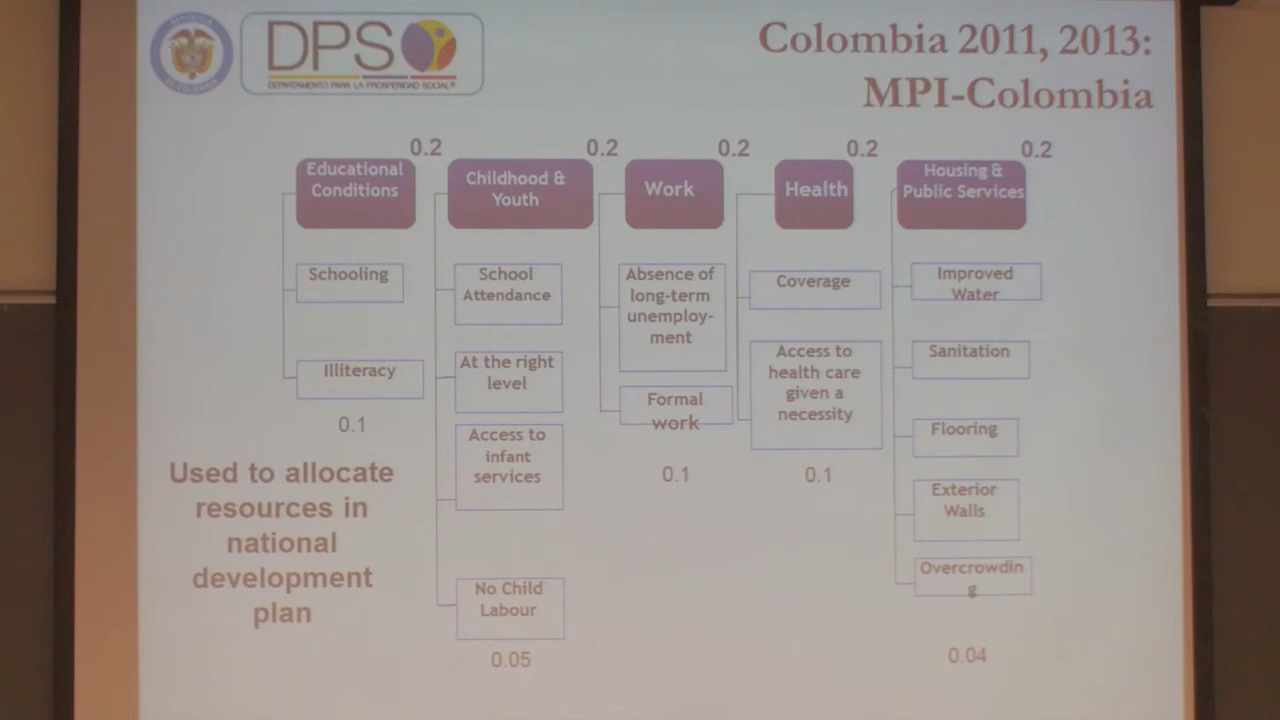 DPS
DEPARTAMENTO PARA LA PROSPERIDAD SOCIAL
Colombia 2011, 2013:
MPI-Colombia
0.2
Educational
Conditions
Schooling
Illiteracy
0.1
0.2
Childhood &
Youth
School
Attendance
At the right
level
Access to
infant
services
No Child
Labour
0.05
0.2
Work
Absence of
long-term
unemploy-
ment
Formal
work
0.1
0.2
Health
Coverage
Access to
health care
given a
necessity
0.1
0.2
Housing &
Public Services
Improved
Water
Sanitation
Flooring
Exterior
Walls
Overcrowdin
g
0.04
Used to allocate
resources in
national
development
plan